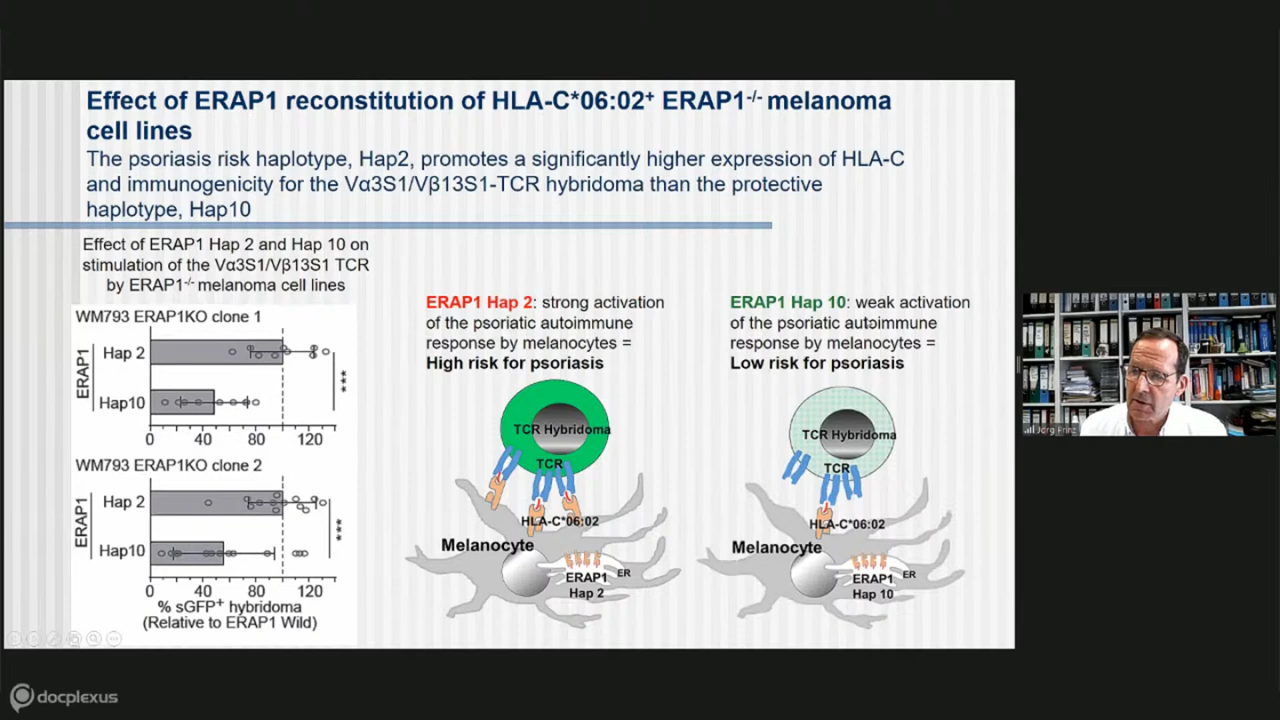 Effect of ERAP1 reconstitution of HLA-C*06:02⁺ ERAP1⁻/⁻ melanoma
cell lines
The psoriasis risk haplotype, Hap2, promotes a significantly higher expression of HLA-C
and immunogenicity for the Vα3S1/Vβ13S1-TCR hybridoma than the protective
haplotype, Hap10
Effect of ERAP1 Hap 2 and Hap 10 on
stimulation of the Vα3S1/Vβ13S1 TCR
by ERAP1⁻/⁻ melanoma cell lines
WM793 ERAP1KO clone 1
ERAP1
Hap 2
Hap10
***
0 40 80 120
WM793 ERAP1KO clone 2
ERAP1
Hap 2
Hap10
***
0 40 80 120
% sGFP⁺ hybridoma
(Relative to ERAP1 Wild)
ERAP1 Hap 2: strong activation
of the psoriatic autoimmune
response by melanocytes =
High risk for psoriasis
TCR Hybridoma
TCR
HLA-C*06:02
Melanocyte
ERAP1
Hap 2
ER
ERAP1 Hap 10: weak activation
of the psoriatic autoimmune
response by melanocytes =
Low risk for psoriasis
TCR Hybridoma
TCR
HLA-C*06:02
Melanocyte
ERAP1
Hap 10
ER
Jörg Prinz
docplexus